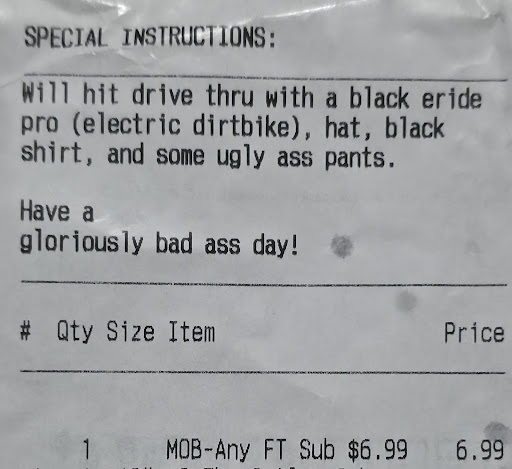 SPECIAL INSTRUCTIONS:
Will hit drive thru with a black eride
pro (electric dirtbike), hat, black
shirt, and some ugly ass pants.
Have a
gloriously bad ass day!
# Qty Size Item Price
1 MOB-Any FT Sub $6.99 6.99